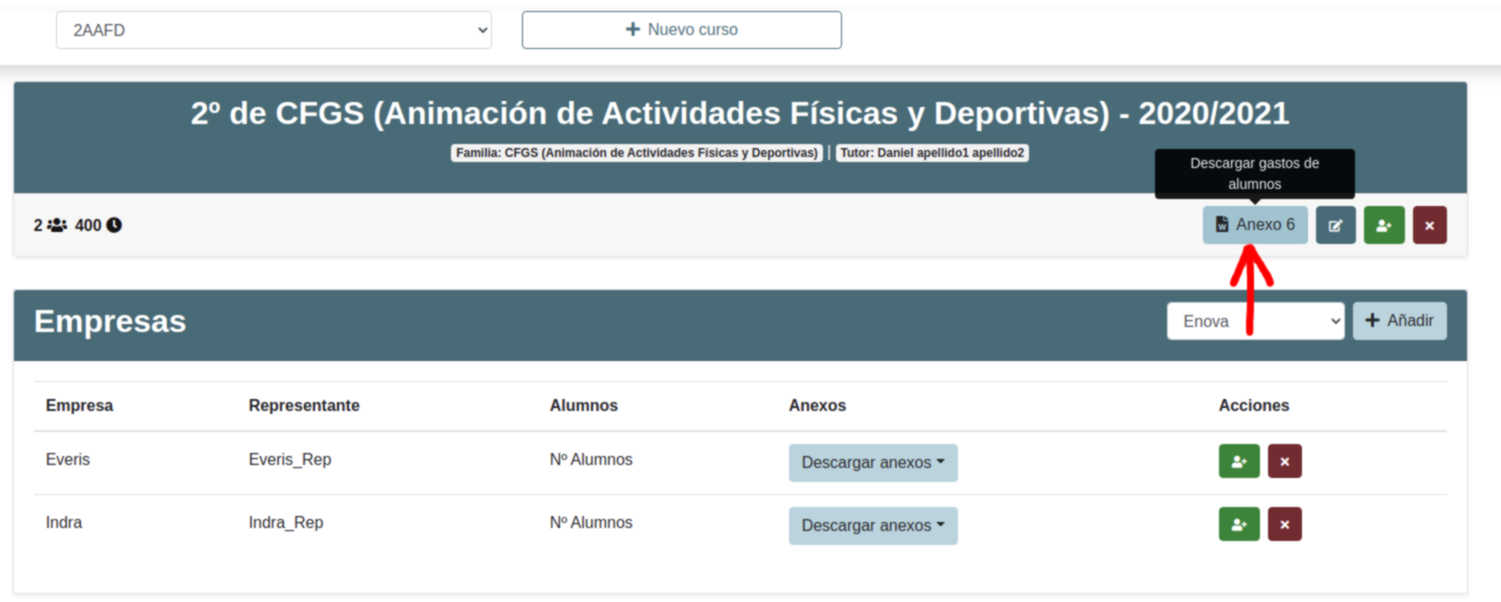 2AAFD
Nuevo curso
2º de CFGS (Animación de Actividades Físicas y Deportivas) - 2020/2021
Familia: CFGS (Animación de Actividades Físicas y Deportivas) | Tutor: Daniel apellido1 apellido2
Descargar gastos de
alumnos
2 400 Anexo 6
Empresas Enova Añadir
Empresa Representante Alumnos Anexos Acciones
Everis Everis_Rep Nº Alumnos Descargar anexos
Indra Indra_Rep Nº Alumnos Descargar anexos